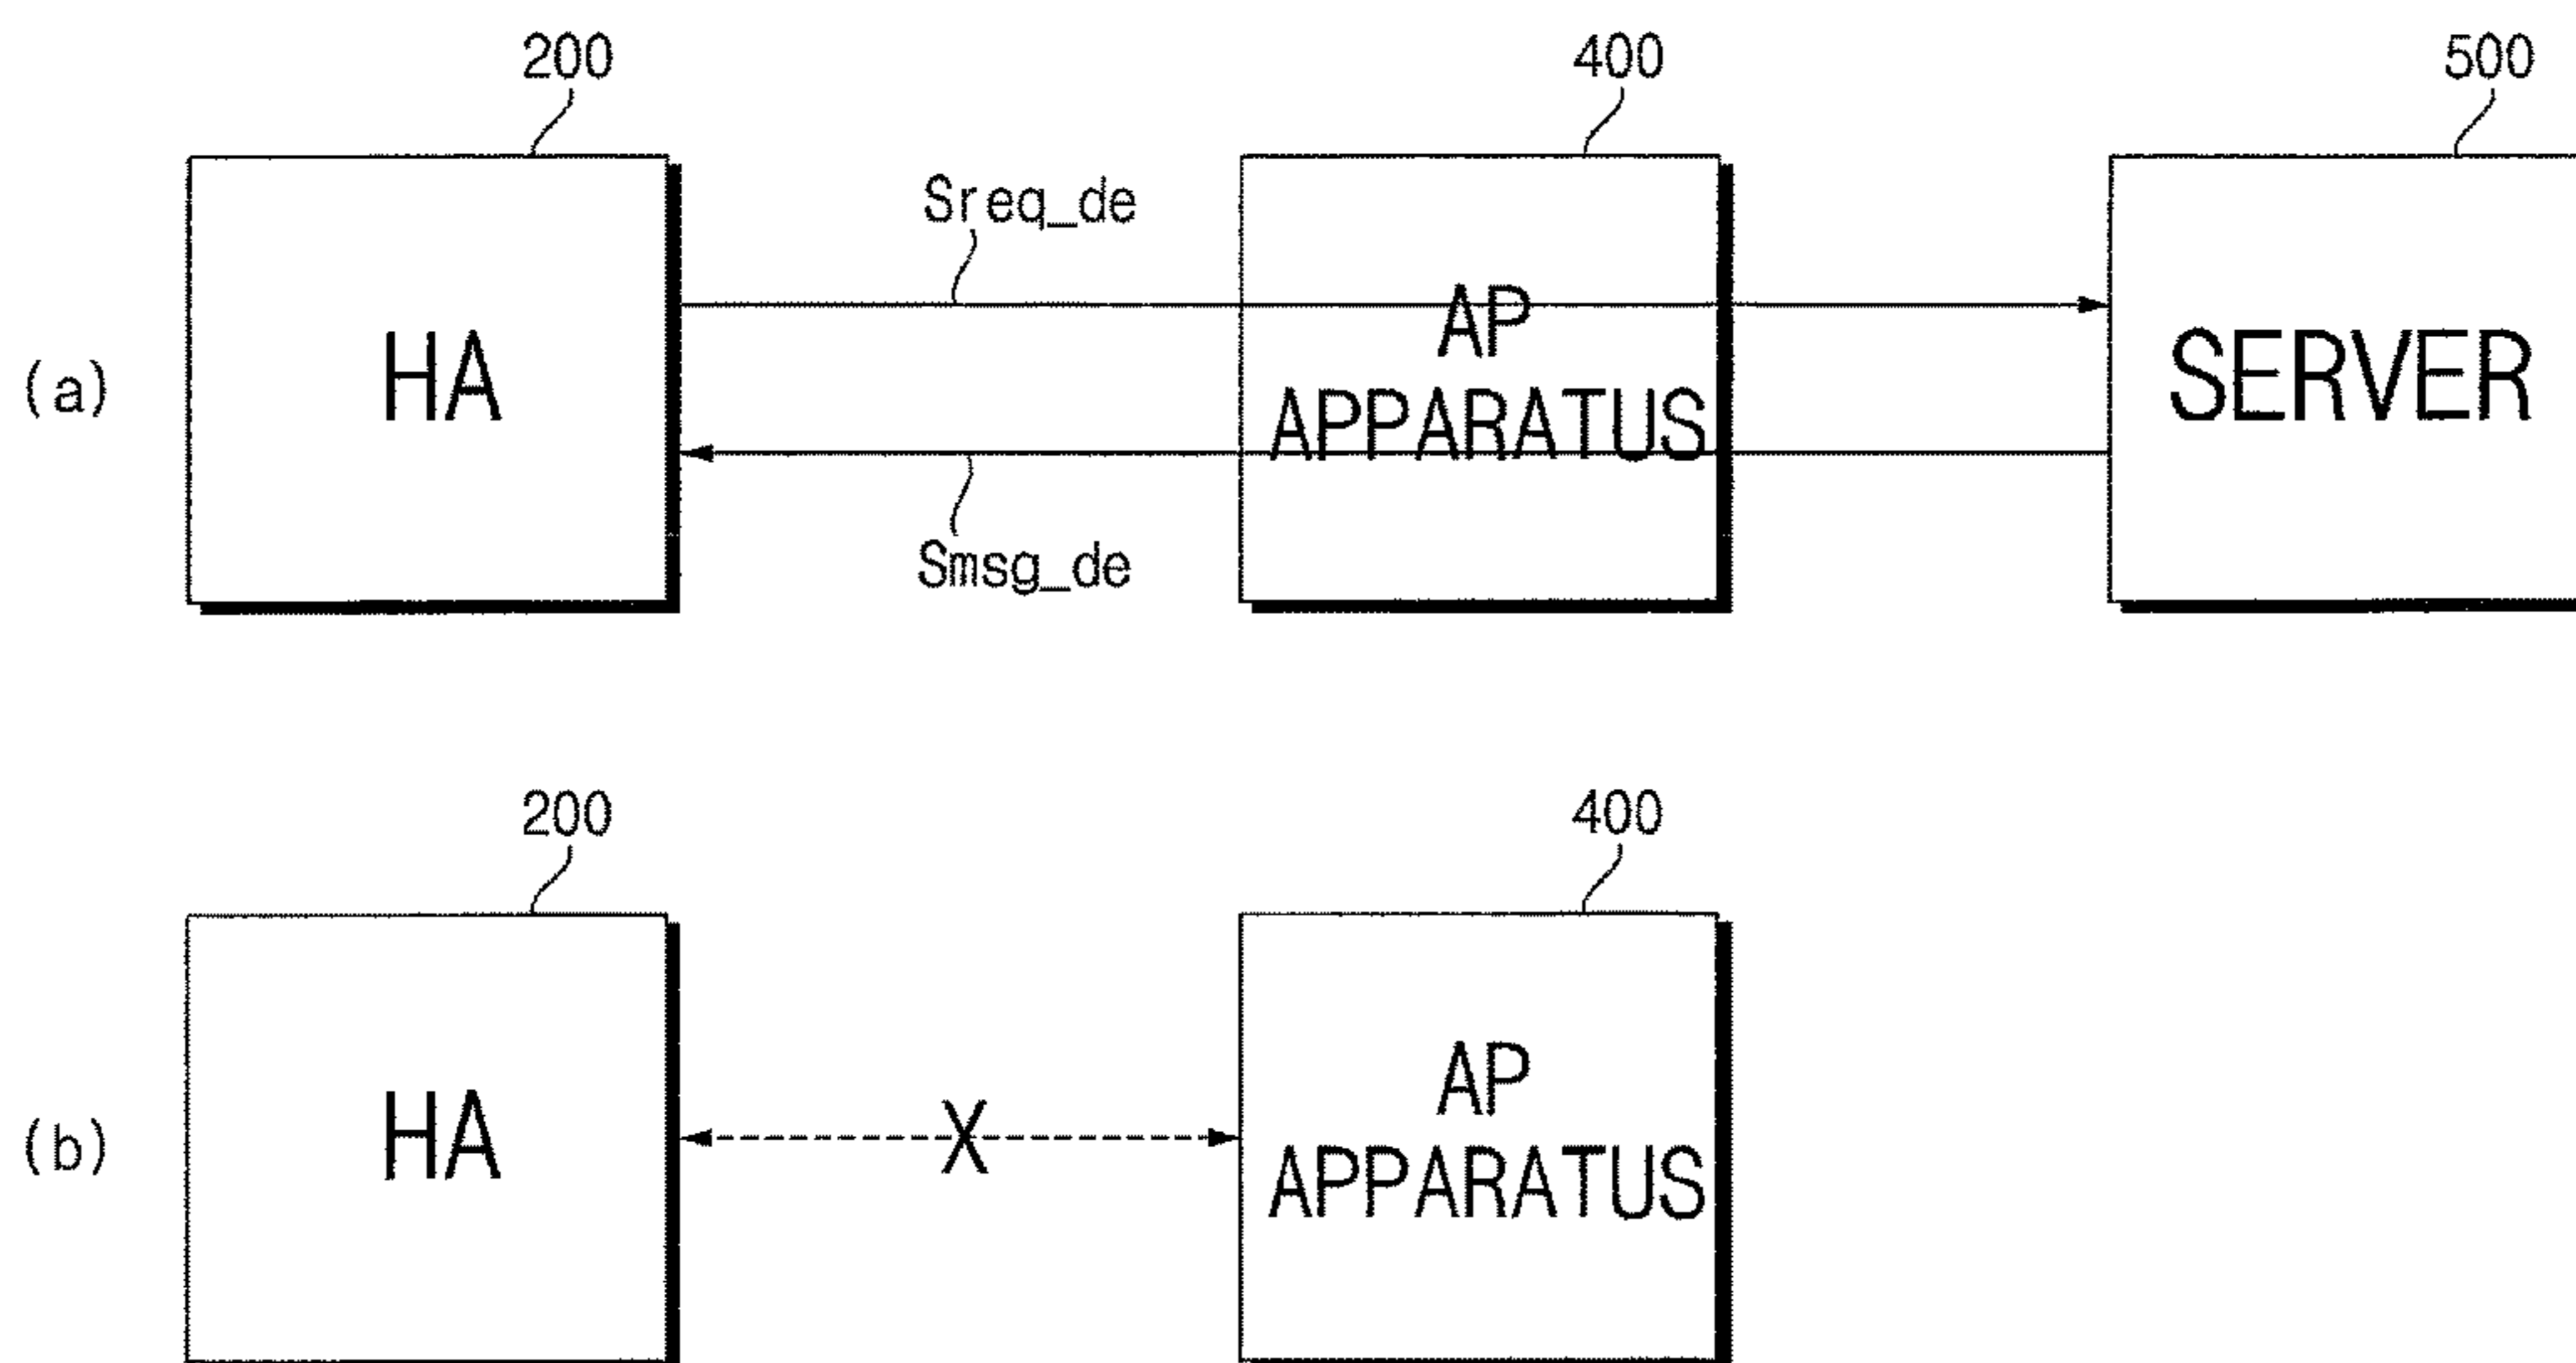 200
400
500
Sreq_de
(a)
HA
AP
APPARATUS
SERVER
Smsg_de
200
400
(b)
HA
X
AP
APPARATUS